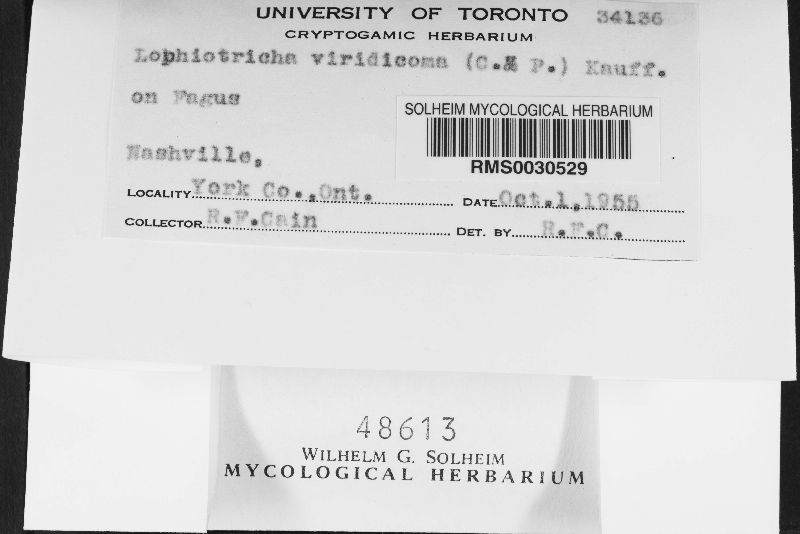 UNIVERSITY OF TORONTO 34136
CRYPTOGAMIC HERBARIUM
Lophiotricha viridicoma (C.& P.) Kauff.
on Fagus
SOLHEIM MYCOLOGICAL HERBARIUM
RMS0030529
Nashville,
LOCALITY York Co.,Ont. DATE Oct.1,1955
COLLECTOR R.F.Cain DET. BY R.F.C.
48613
WILHELM G. SOLHEIM
MYCOLOGICAL HERBARIUM